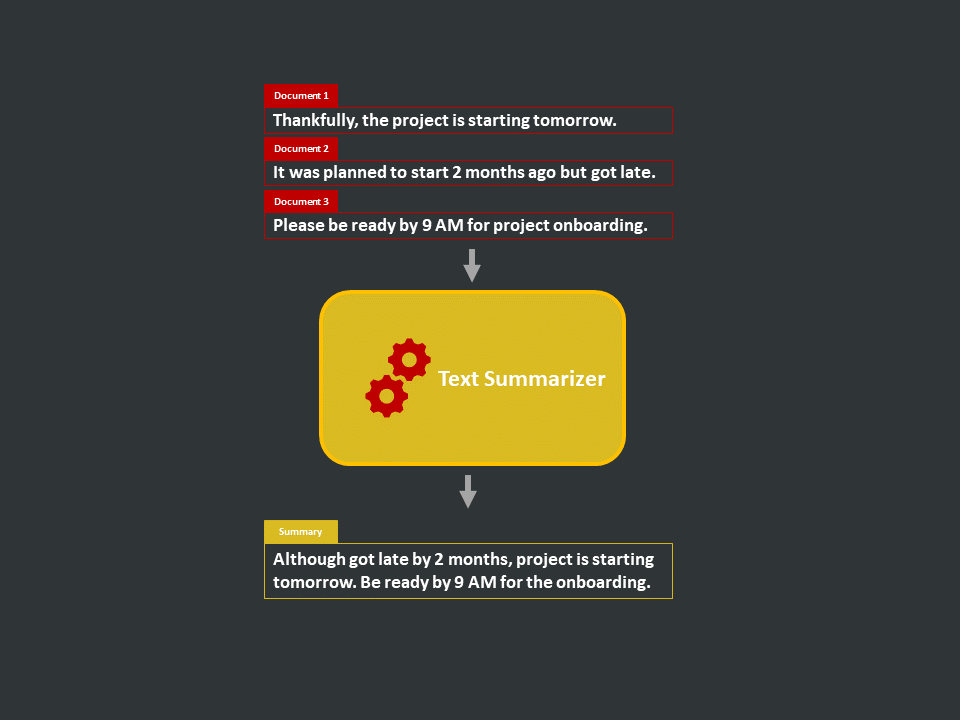 Document 1
Thankfully, the project is starting tomorrow.
Document 2
It was planned to start 2 months ago but got late.
Document 3
Please be ready by 9 AM for project onboarding.
Text Summarizer
Summary
Although got late by 2 months, project is starting
tomorrow. Be ready by 9 AM for the onboarding.